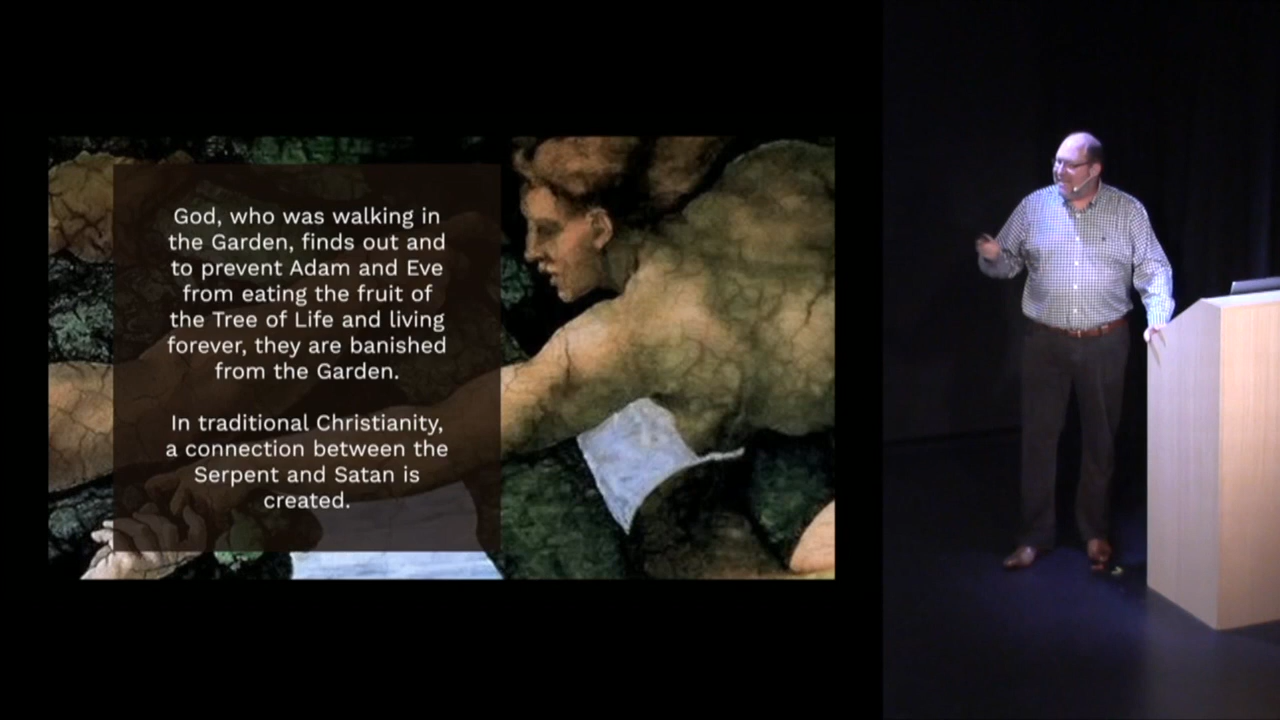 God, who was walking in
the Garden, finds out and
to prevent Adam and Eve
from eating the fruit of
the Tree of Life and living
forever, they are banished
from the Garden.
In traditional Christianity,
a connection between the
Serpent and Satan is
created.